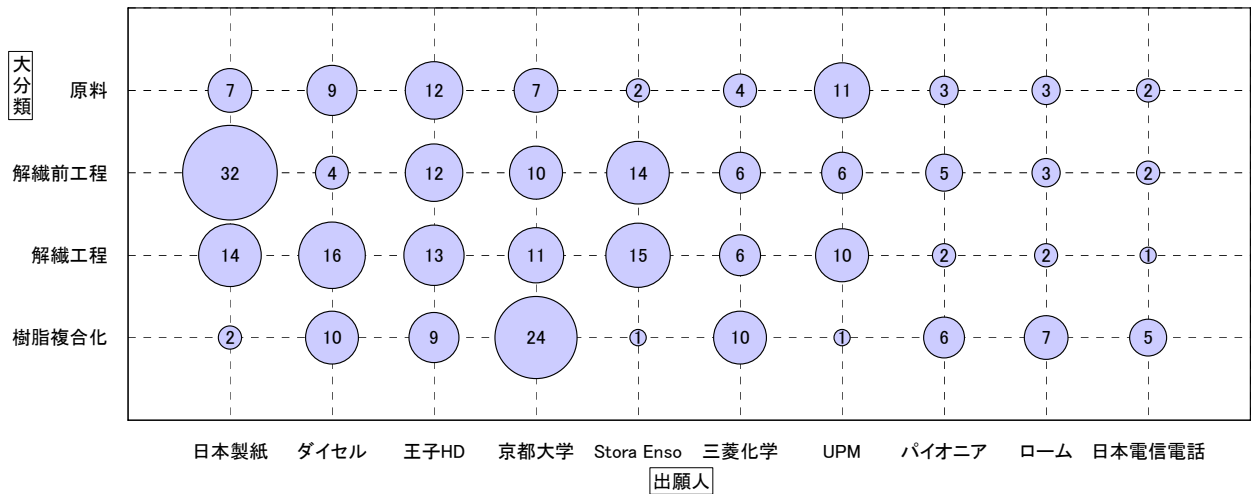 大分類
原料 7 9 12 7 2 4 11 3 3 2
解繊前工程 32 4 12 10 14 6 6 5 3 2
解繊工程 14 16 13 11 15 6 10 2 2 1
樹脂複合化 2 10 9 24 1 10 1 6 7 5
日本製紙 ダイセル 王子HD 京都大学 Stora Enso 三菱化学 UPM パイオニア ローム 日本電信電話
出願人